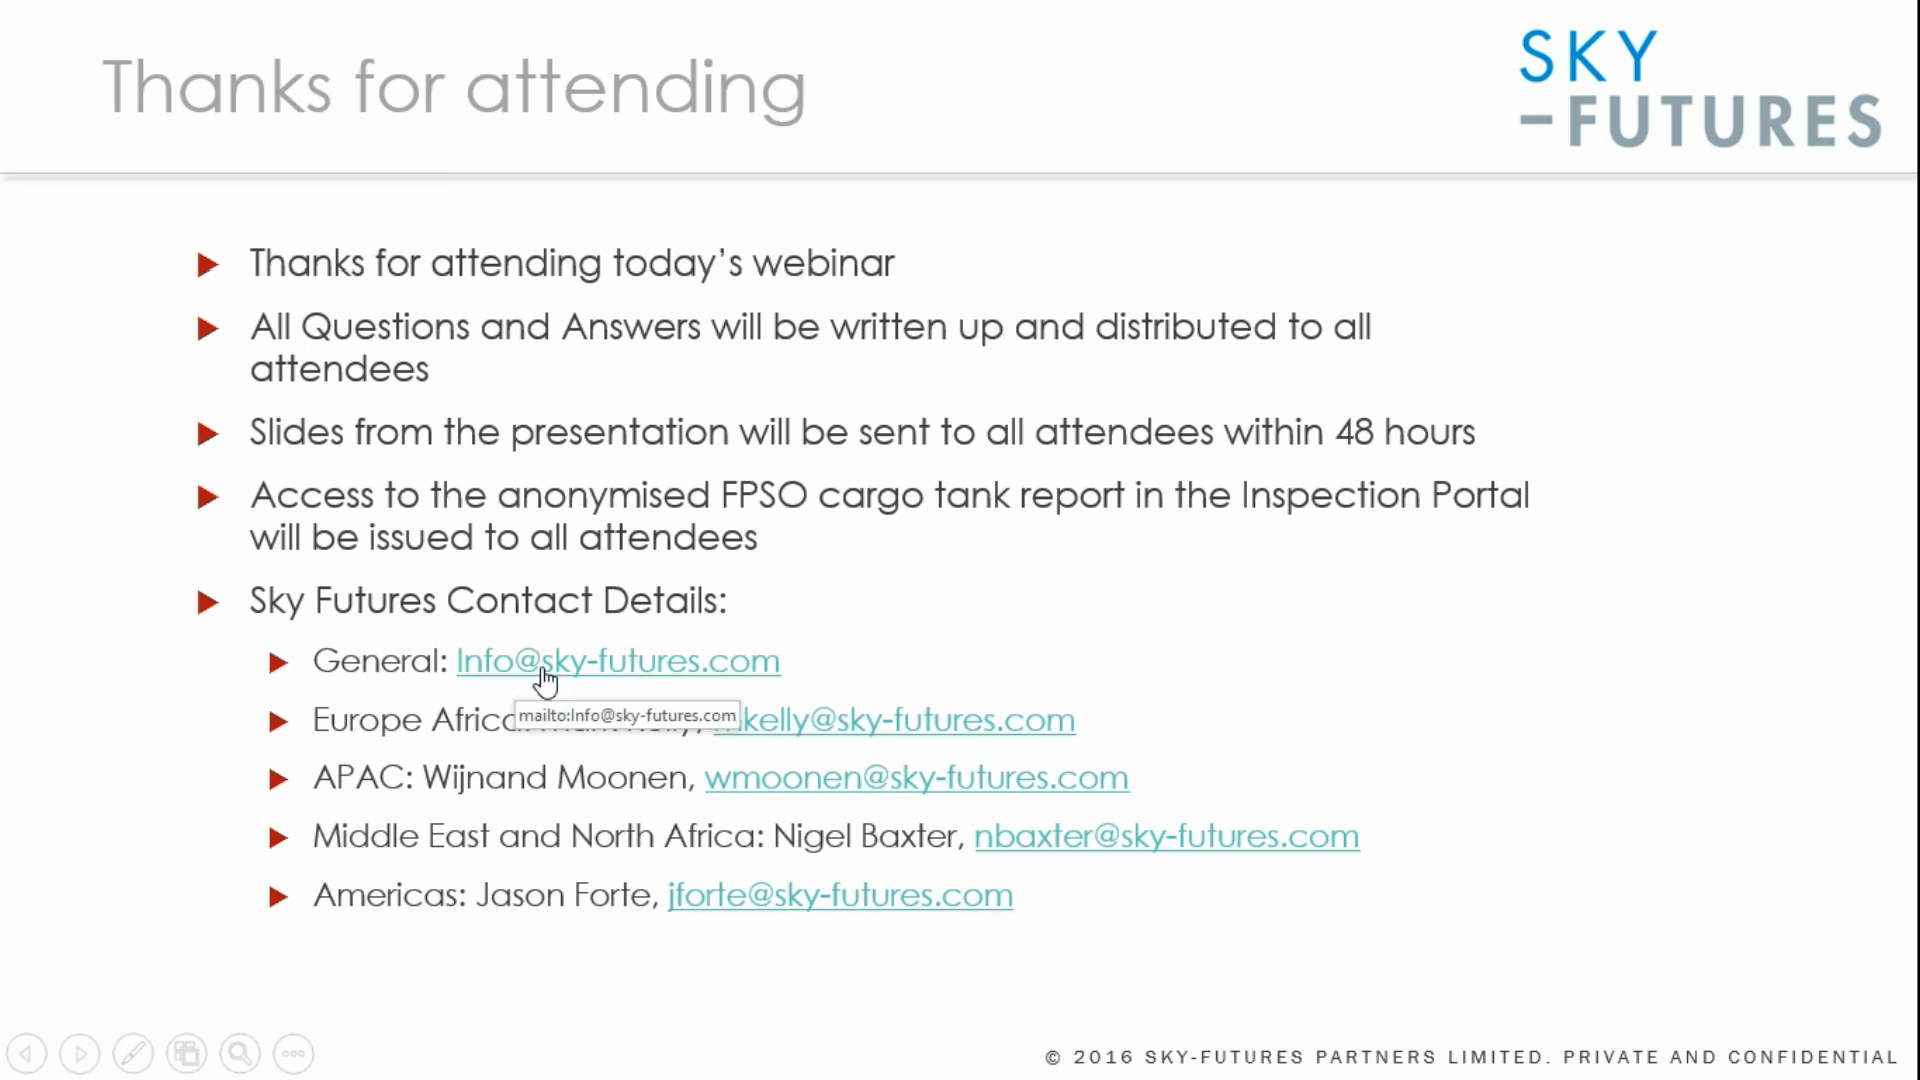 Thanks for attending
SKY
-FUTURES
Thanks for attending today's webinar
All Questions and Answers will be written up and distributed to all
attendees
Slides from the presentation will be sent to all attendees within 48 hours
Access to the anonymised FPSO cargo tank report in the Inspection Portal
will be issued to all attendees
Sky Futures Contact Details:
General: Info@sky-futures.com
mailto:Info@sky-futures.com
Europe Africa kelly@sky-futures.com
APAC: Wijnand Moonen, wmoonen@sky-futures.com
Middle East and North Africa: Nigel Baxter, nbaxter@sky-futures.com
Americas: Jason Forte, jforte@sky-futures.com
© 2016 SKY-FUTURES PARTNERS LIMITED. PRIVATE AND CONFIDENTIAL